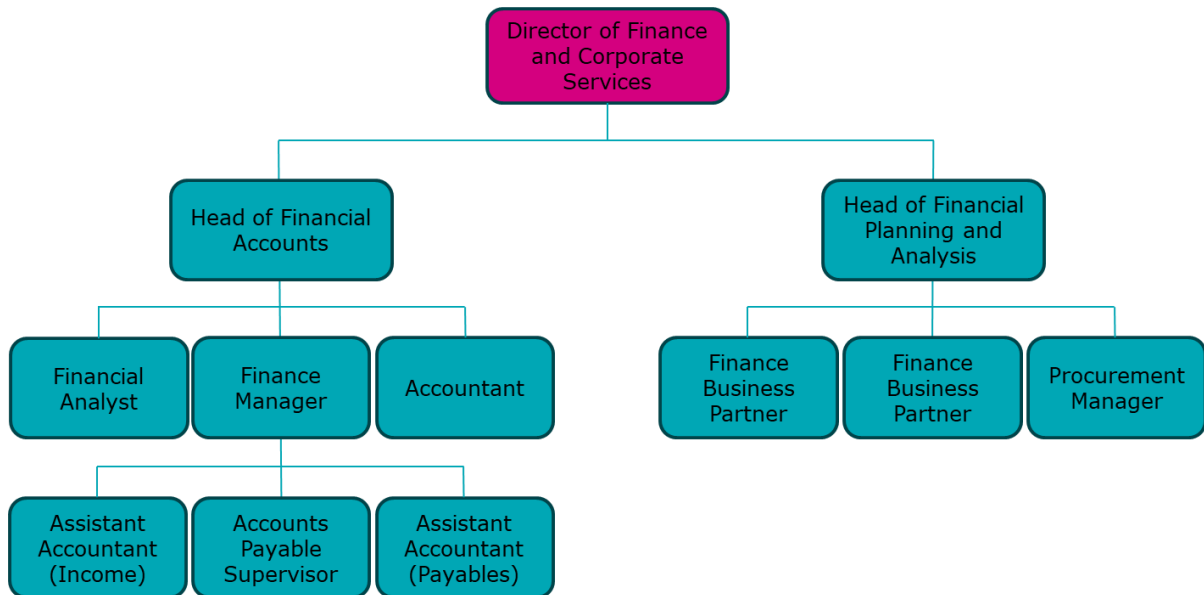 Director of Finance
and Corporate
Services
Head of Financial
Accounts
Head of Financial
Planning and
Analysis
Financial
Analyst
Finance
Manager
Accountant
Finance
Business
Partner
Finance
Business
Partner
Procurement
Manager
Assistant
Accountant
(Income)
Accounts
Payable
Supervisor
Assistant
Accountant
(Payables)